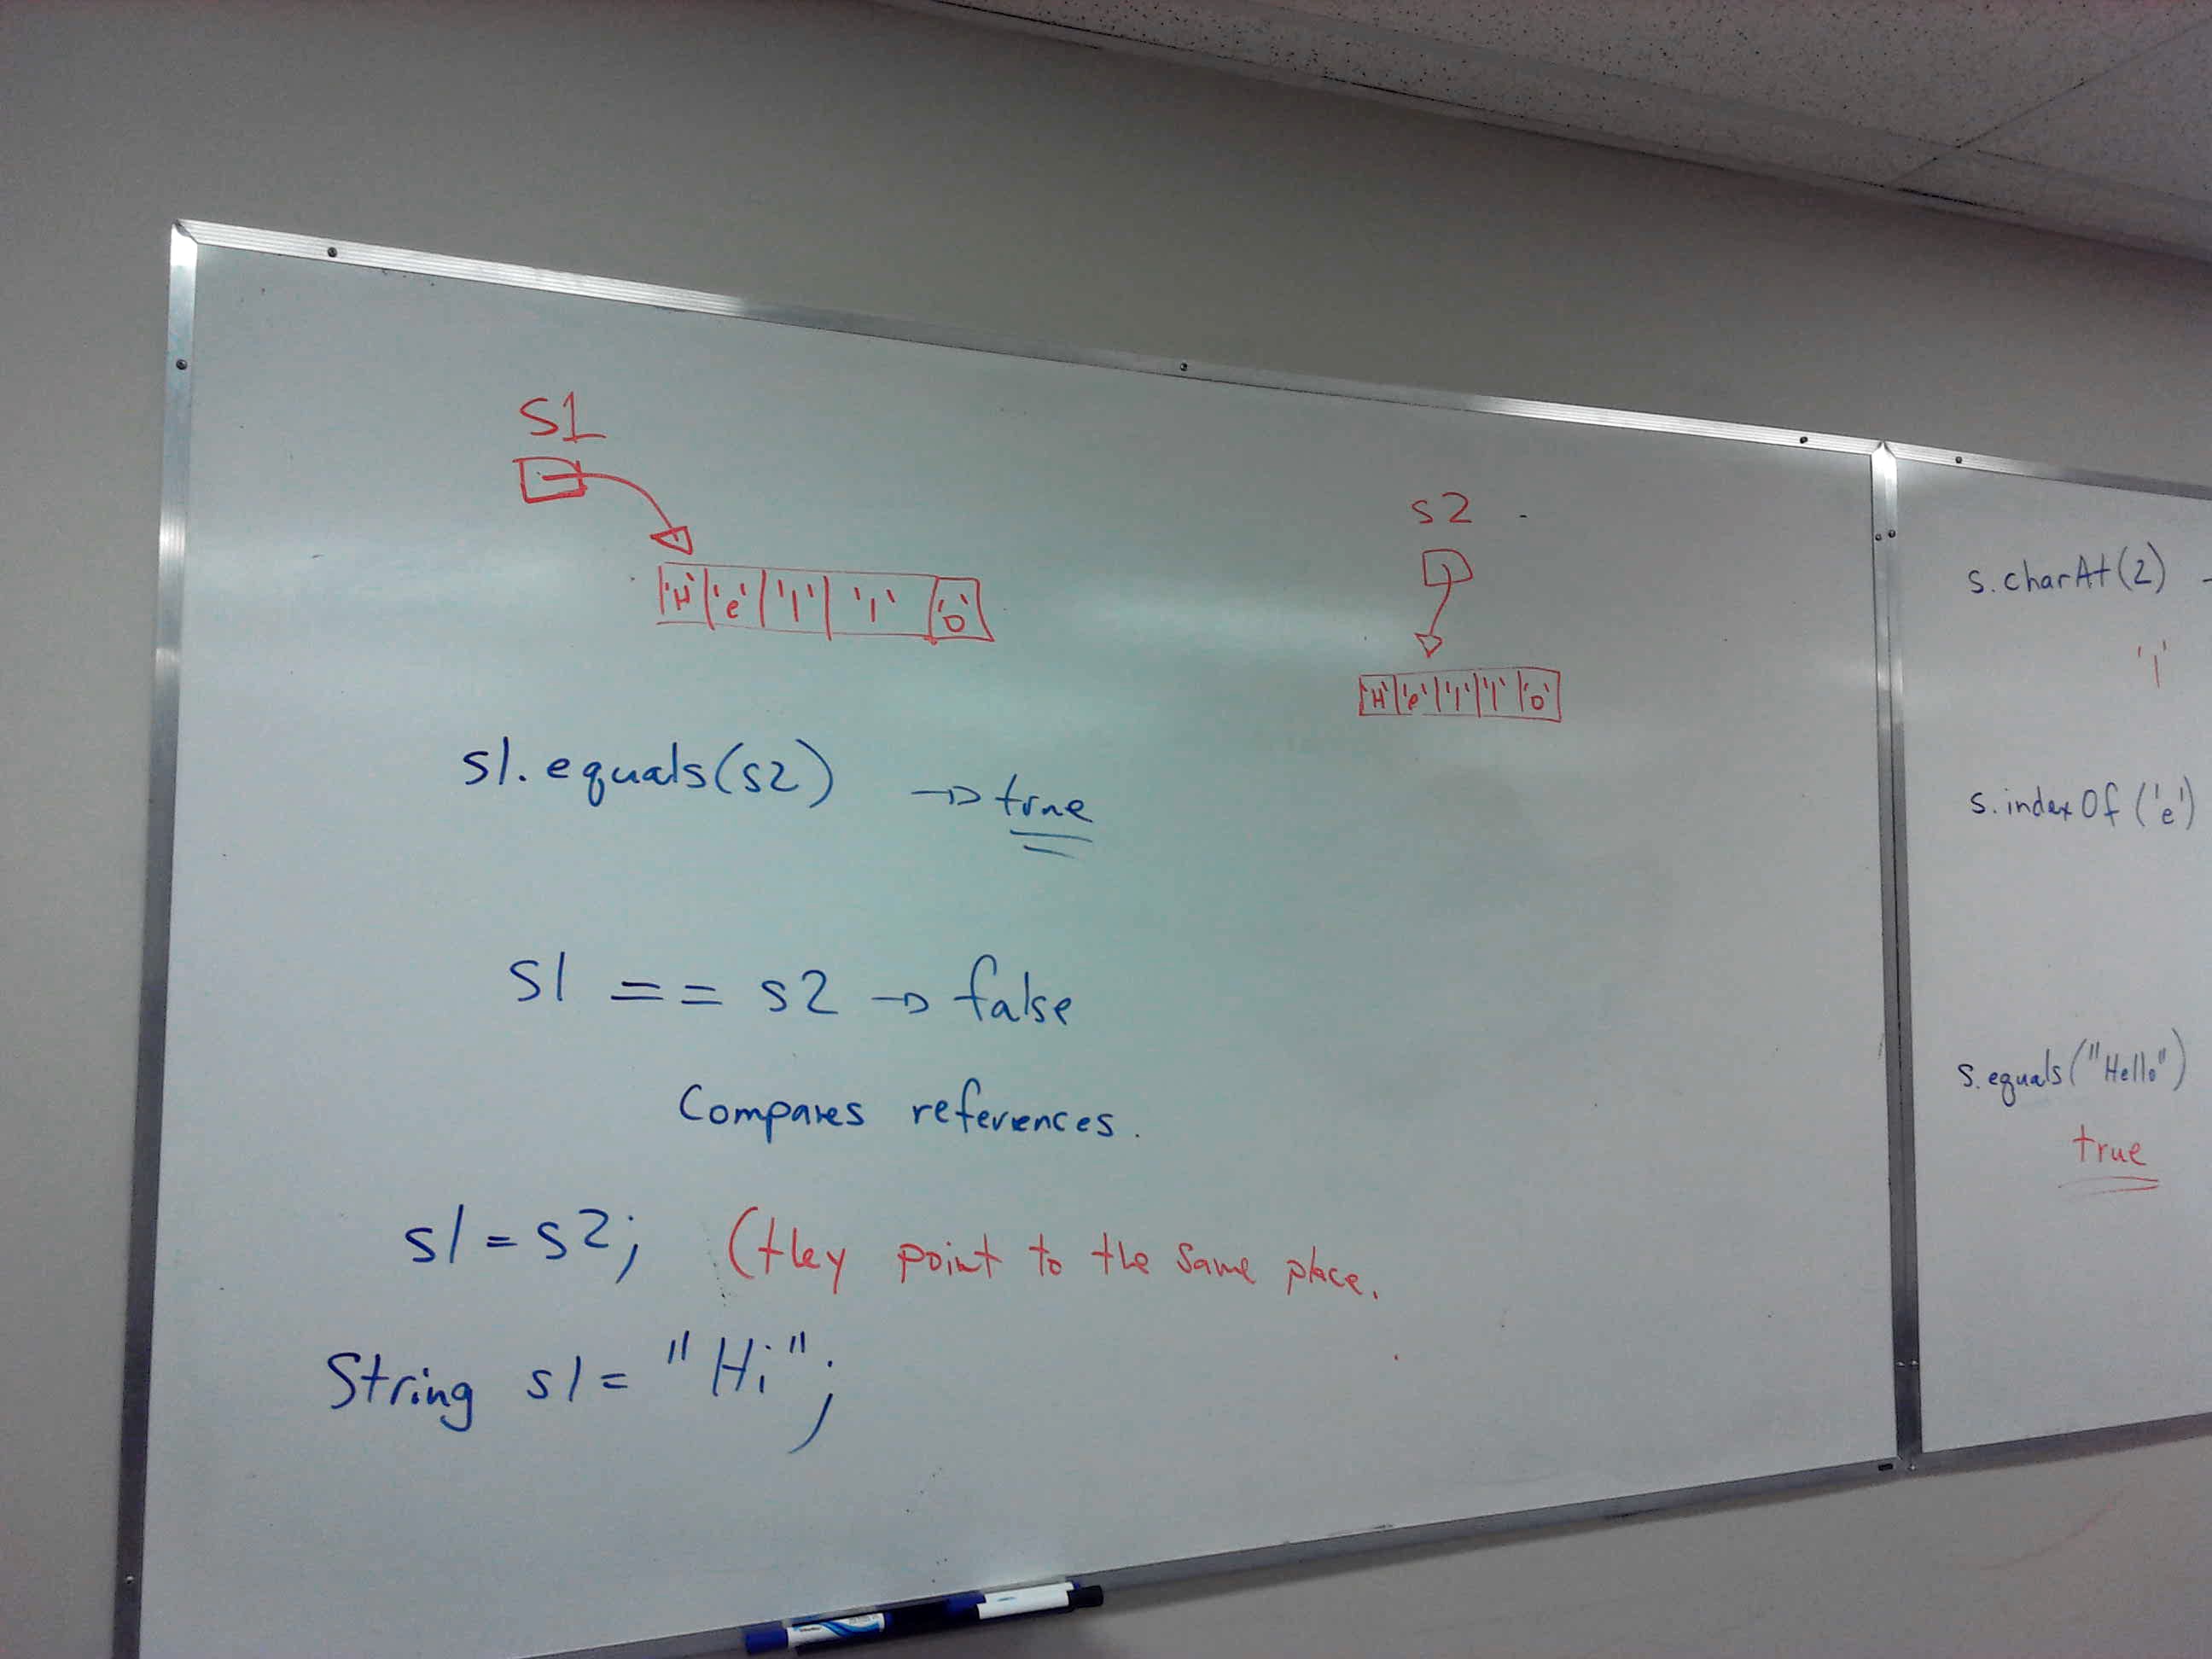 S1
'H' 'e' 'l' 'l' 'o'
s2
'H' 'e' 'l' 'l' 'o'
s1.equals(s2) → true
s1 == s2 → false
Compares references.
s1 = s2; (they point to the same place.
String s1 = "Hi";
s.charAt(2) -
'l'
s.indexOf('e')
s.equals("Hello")
true